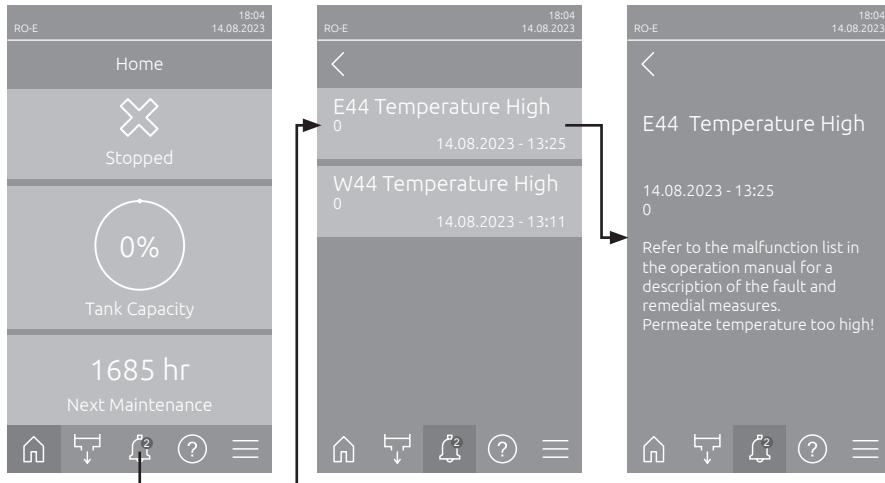 18:04
RO-E 14.08.2023
Home
Stopped
0%
Tank Capacity
1685 hr
Next Maintenance
2
?
18:04
RO-E 14.08.2023
E44 Temperature High
0
14.08.2023 - 13:25
W44 Temperature High
0
14.08.2023 - 13:11
2
?
18:04
RO-E 14.08.2023
E44 Temperature High
14.08.2023 - 13:25
0
Refer to the malfunction list in
the operation manual for a
description of the fault and
remedial measures.
Permeate temperature too high!
2
?